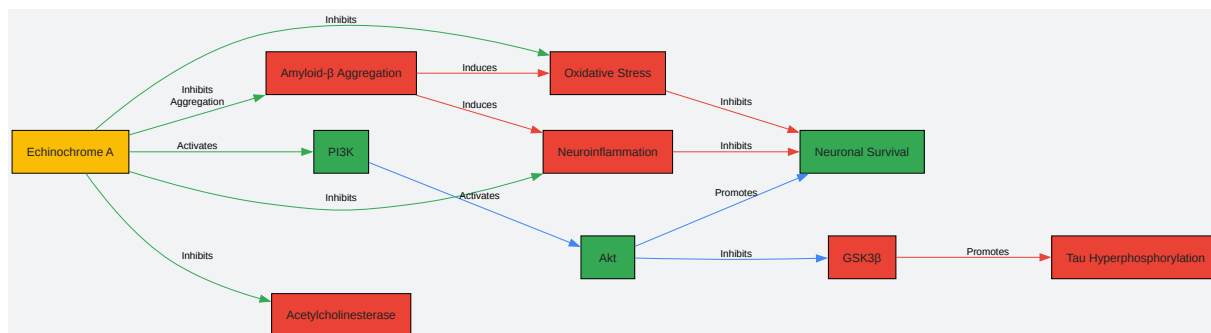 Inhibits
Amyloid-β Aggregation
Induces
Oxidative Stress
Inhibits
Aggregation
Induces
Inhibits
Echinochrome A
Activates
PI3K
Neuroinflammation
Inhibits
Neuronal Survival
Inhibits
Activates
Promotes
Inhibits
Akt
Inhibits
GSK3β
Promotes
Tau Hyperphosphorylation
Acetylcholinesterase